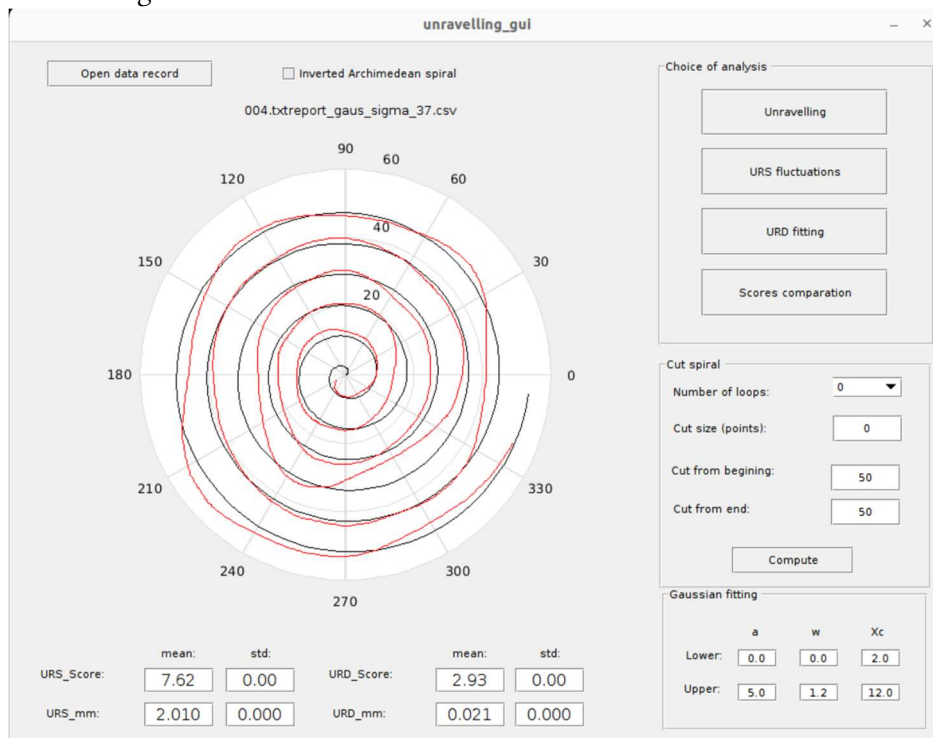 unravelling_gui
Open data record
Inverted Archimedean spiral
004.txtreport_gaus_sigma_37.csv
90
60
120
60
40
150
30
20
180
0
210
330
240
300
270
mean:
std:
mean:
std:
URS_Score:
7.62
0.00
URD_Score:
2.93
0.00
URS_mm:
2.010
0.000
URD_mm:
0.021
0.000
Choice of analysis
Unravelling
URS fluctuations
URD fitting
Scores comparation
Cut spiral
Number of loops:
0
Cut size (points):
0
Cut from begining:
50
Cut from end:
50
Compute
Gaussian fitting
a
w
Xc
Lower:
0.0
0.0
2.0
Upper:
5.0
1.2
12.0